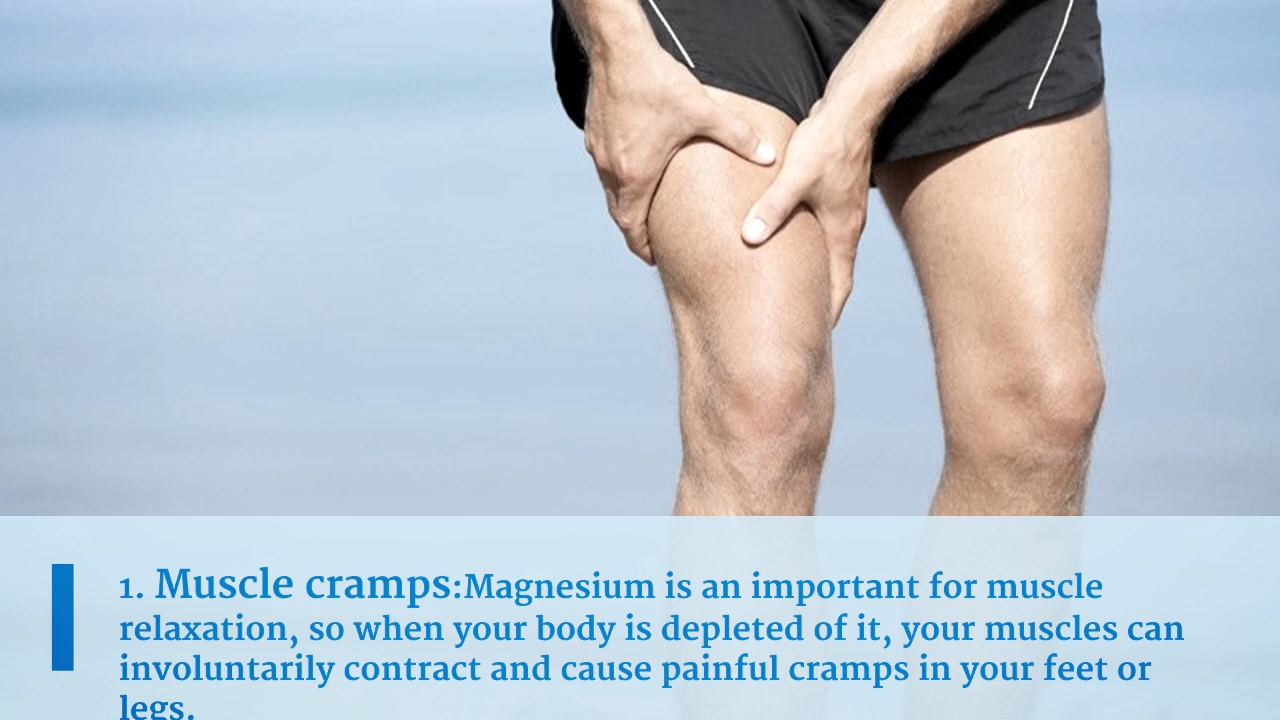 1. Muscle cramps:Magnesium is an important for muscle
relaxation, so when your body is depleted of it, your muscles can
involuntarily contract and cause painful cramps in your feet or
legs.